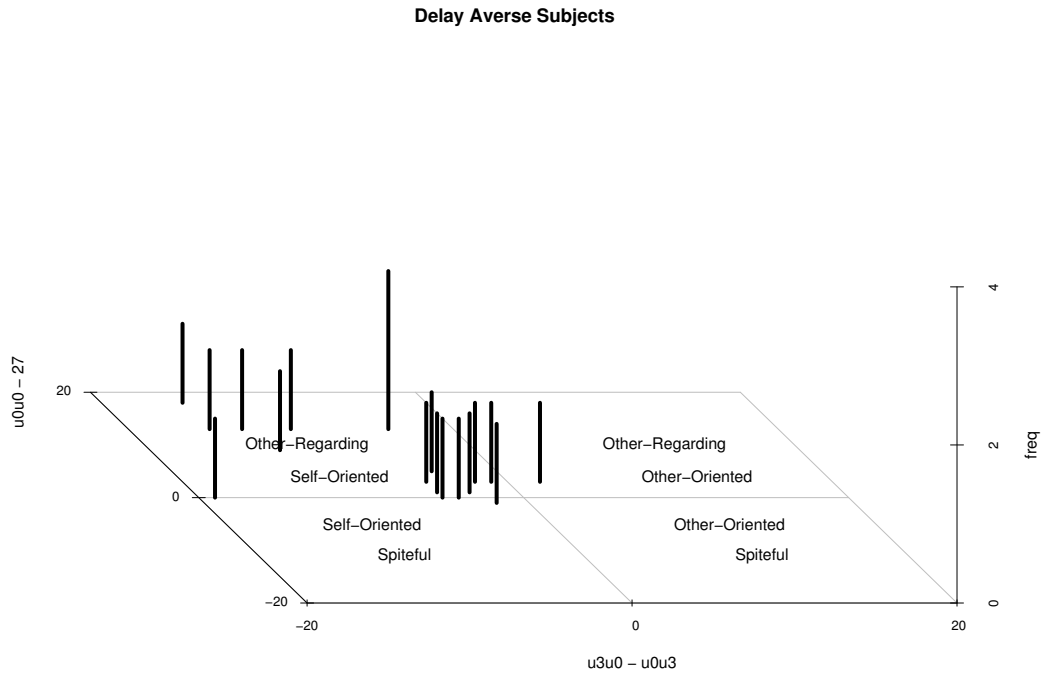 Delay Averse Subjects
4
u0u0 − 27
20
2
freq
Other−Regarding
Other−Regarding
Self−Oriented
Other−Oriented
0
Self−Oriented
Other−Oriented
Spiteful
Spiteful
−20
0
−20
0
20
u3u0 − u0u3